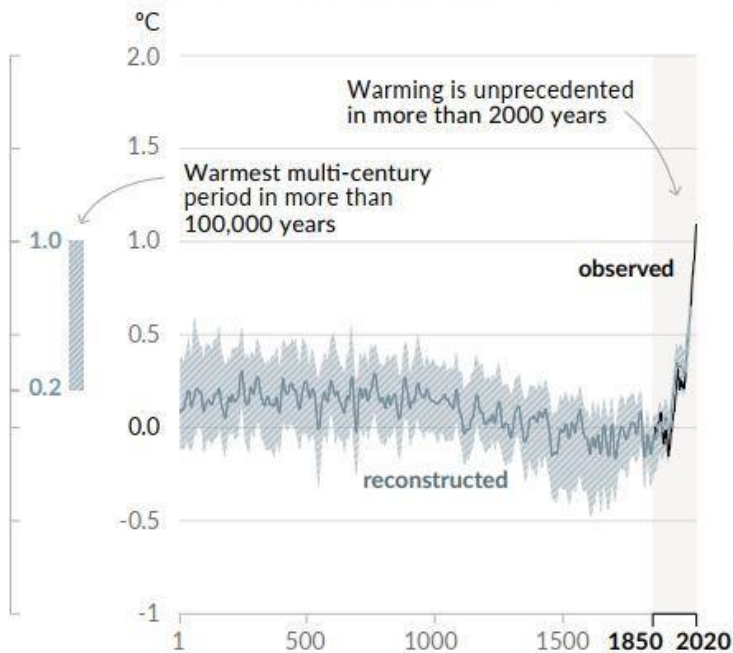 °C
2.0
Warming is unprecedented
in more than 2000 years
1.5
Warmest multi-century
period in more than
100,000 years
1.0
1.0
observed
0.5
0.2
0.0
reconstructed
-0.5
-1
1 500 1000 1500 1850 2020